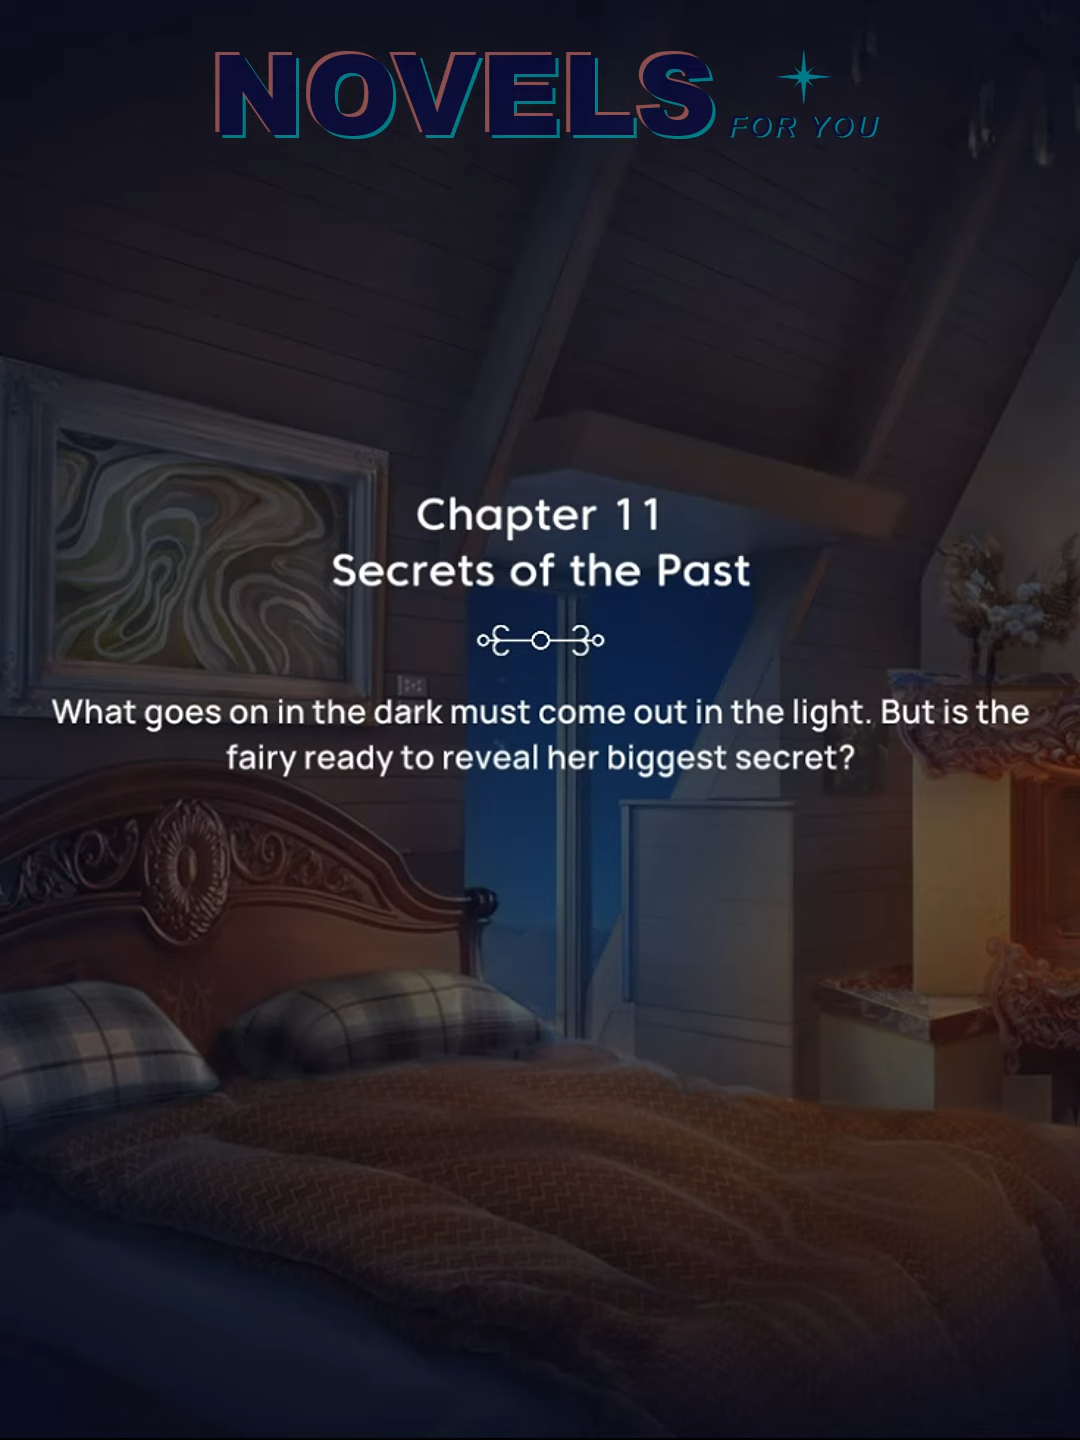 NOVELS
FOR YOU
Chapter 11
Secrets of the Past
What goes on in the dark must come out in the light. But is the
fairy ready to reveal her biggest secret?